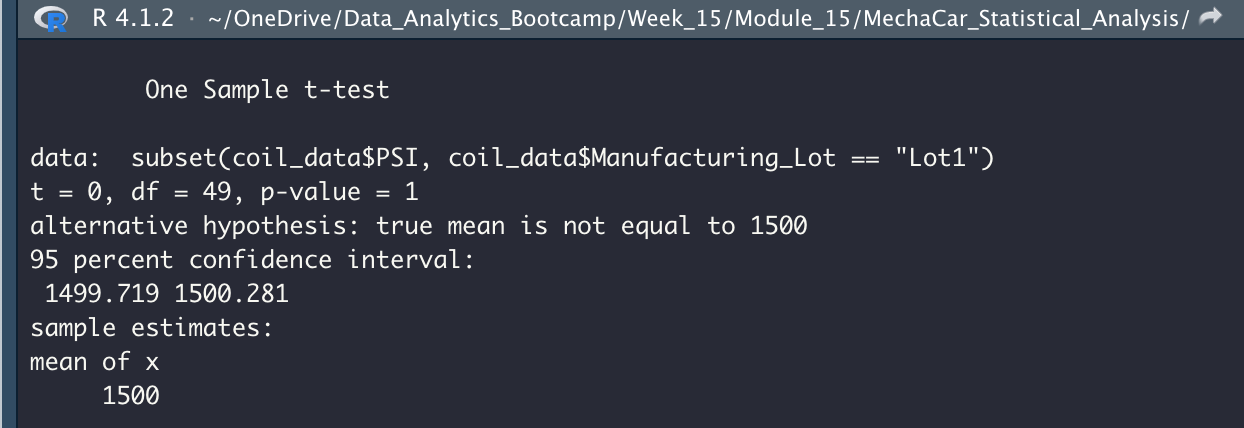 R 4.1.2 · ~/OneDrive/Data_Analytics_Bootcamp/Week_15/Module_15/MechaCar_Statistical_Analysis/
One Sample t-test
data:  subset(coil_data$PSI, coil_data$Manufacturing_Lot == "Lot1")
t = 0, df = 49, p-value = 1
alternative hypothesis: true mean is not equal to 1500
95 percent confidence interval:
1499.719 1500.281
sample estimates:
mean of x
1500